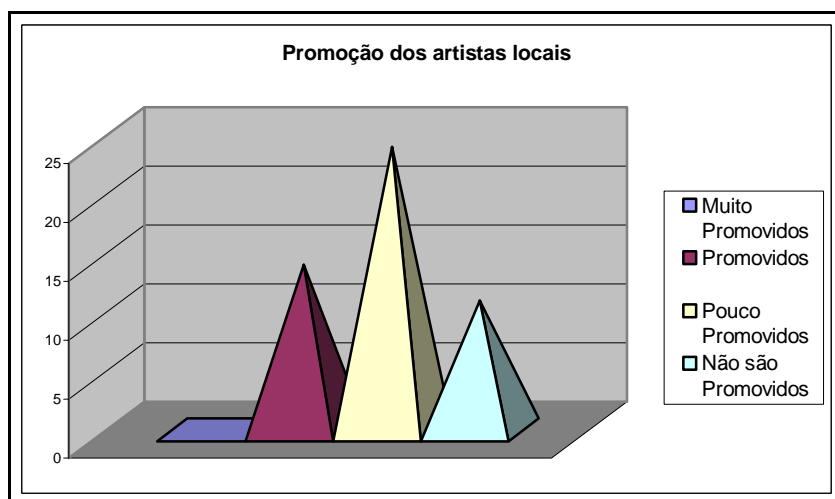 Promoção dos artistas locais
25
20
15
10
5
0
Muito
Promovidos
Promovidos
Pouco
Promovidos
Não são
Promovidos